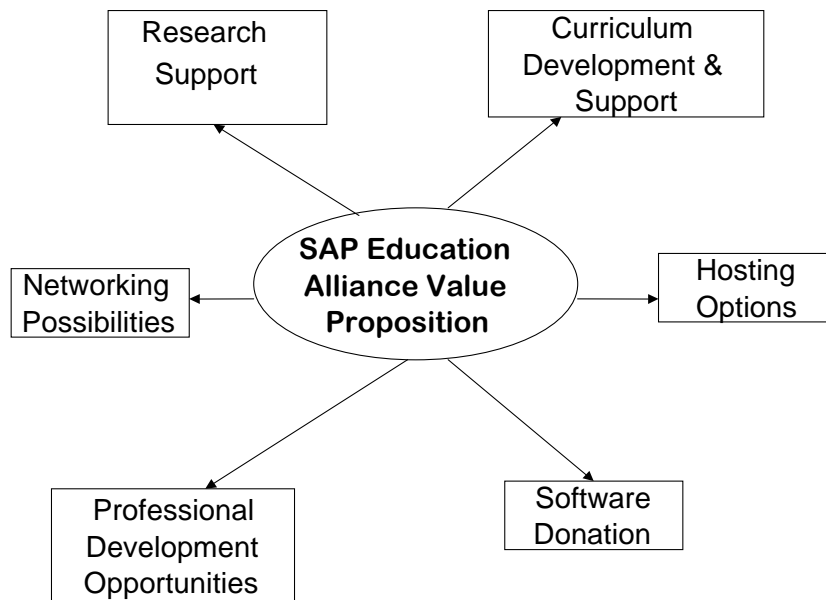 Research
Support
Curriculum
Development &
Support
SAP Education
Alliance Value
Proposition
Networking
Possibilities
Hosting
Options
Professional
Development
Opportunities
Software
Donation